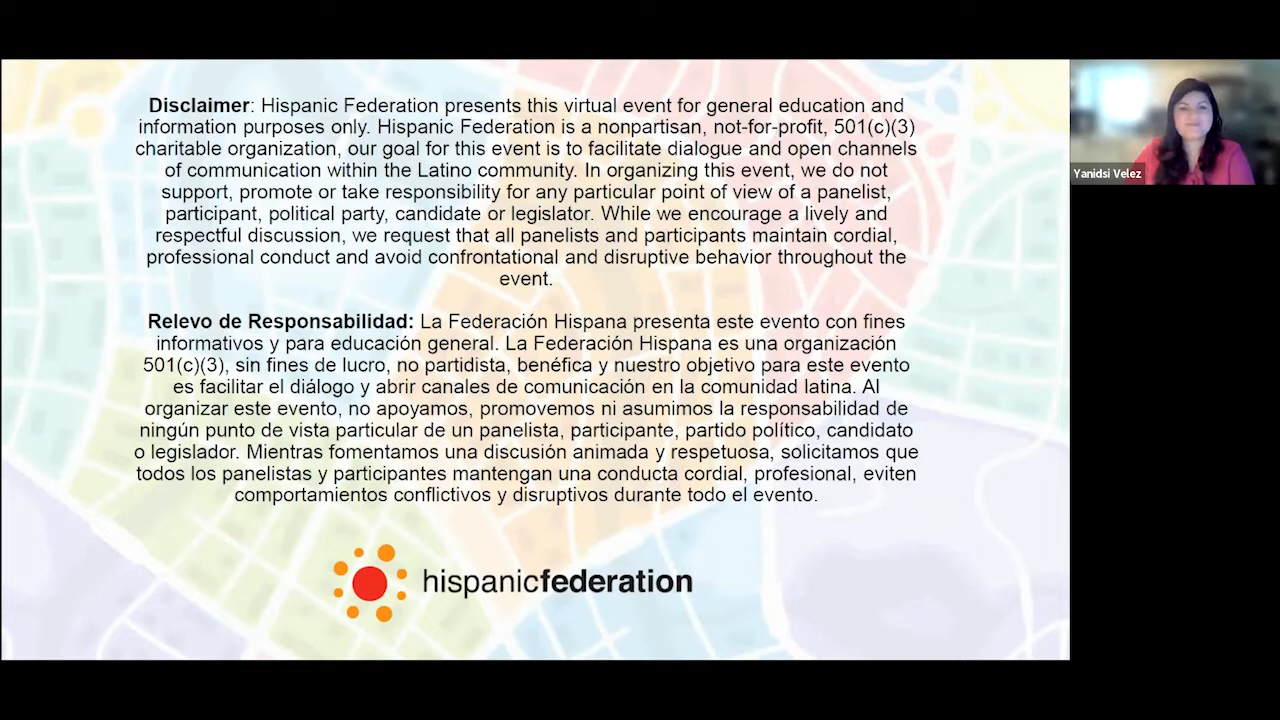 Disclaimer: Hispanic Federation presents this virtual event for general education and
information purposes only. Hispanic Federation is a nonpartisan, not-for-profit, 501(c)(3)
charitable organization, our goal for this event is to facilitate dialogue and open channels
of communication within the Latino community. In organizing this event, we do not
support, promote or take responsibility for any particular point of view of a panelist,
participant, political party, candidate or legislator. While we encourage a lively and
respectful discussion, we request that all panelists and participants maintain cordial,
professional conduct and avoid confrontational and disruptive behavior throughout the
event.
Relevo de Responsabilidad: La Federación Hispana presenta este evento con fines
informativos y para educación general. La Federación Hispana es una organización
501(c)(3), sin fines de lucro, no partidista, benéfica y nuestro objetivo para este evento
es facilitar el diálogo y abrir canales de comunicación en la comunidad latina. Al
organizar este evento, no apoyamos, promovemos ni asumimos la responsabilidad de
ningún punto de vista particular de un panelista, participante, partido político, candidato
o legislador. Mientras fomentamos una discusión animada y respetuosa, solicitamos que
todos los panelistas y participantes mantengan una conducta cordial, profesional, eviten
comportamientos conflictivos y disruptivos durante todo el evento.
hispanicfederation
Yanidsi Velez